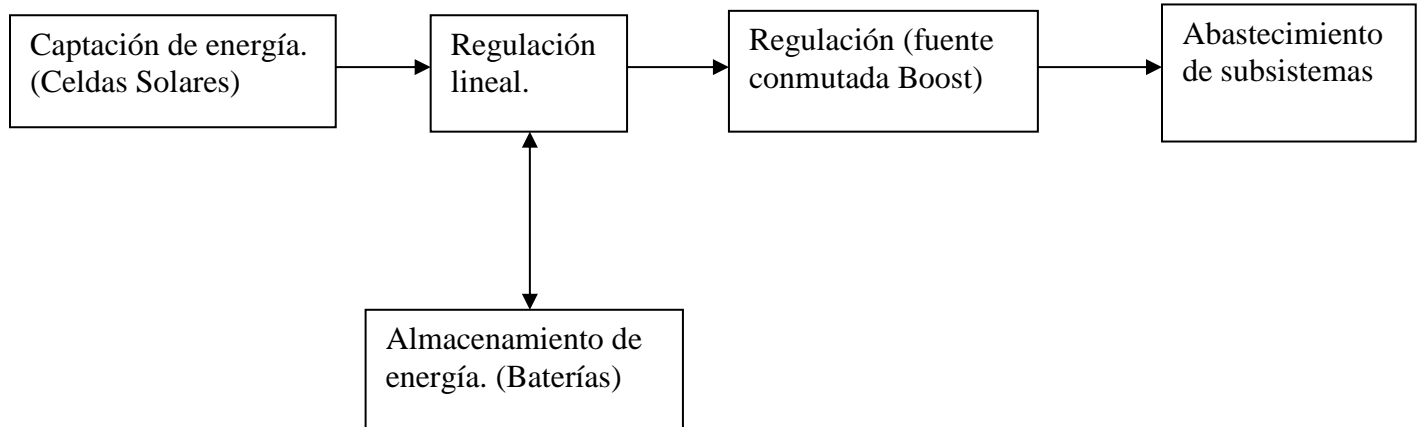 Captación de energía.
(Celdas Solares)
Regulación
lineal.
Regulación (fuente
conmutada Boost)
Abastecimiento
de subsistemas
Almacenamiento de
energía. (Baterías)